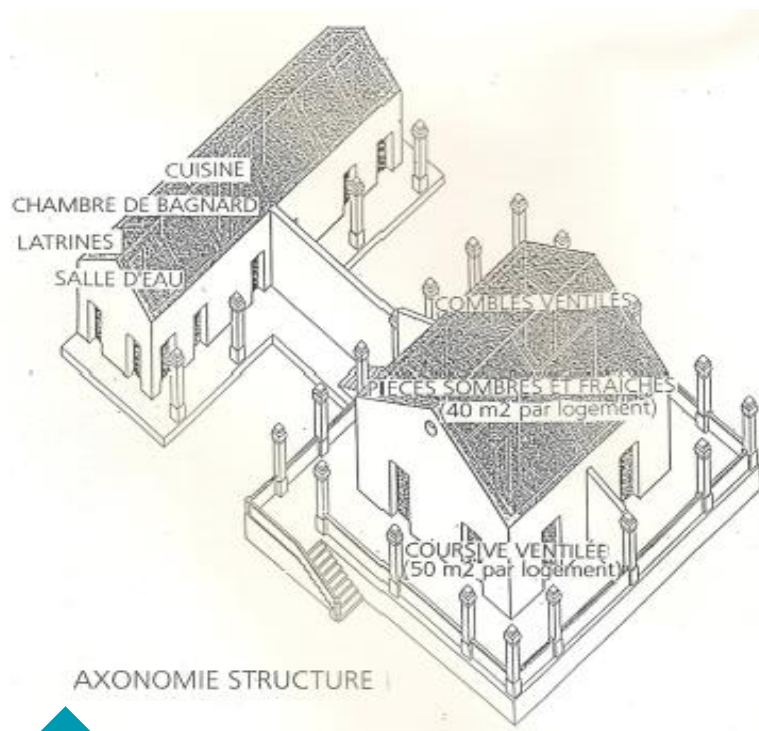 CUISINE
CHAMBRE DE BAGNARD
LATRINES
SALLE D'EAU
COMBLES VENTILÉS
PIÈCES SOMBRES ET FRAÎCHES
(40 m2 par logement)
COURSIVE VENTILÉE
(50 m2 par logement)
AXONOMIE STRUCTURE